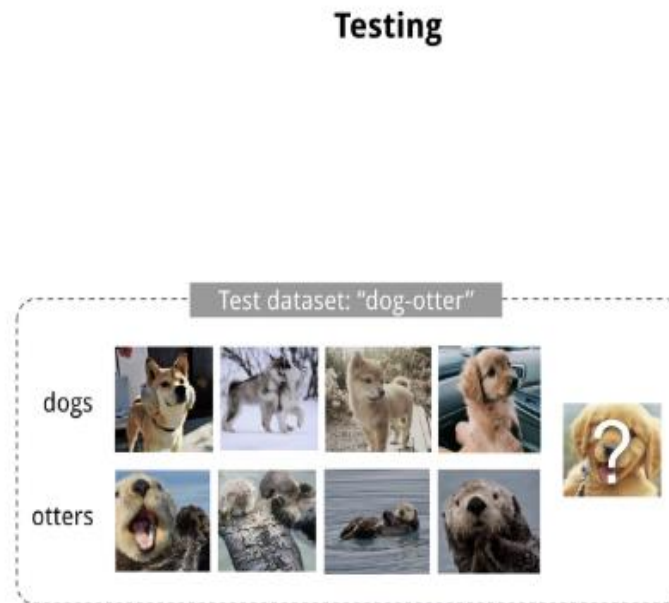 Testing
Test dataset: “dog-otter”
dogs
?
otters